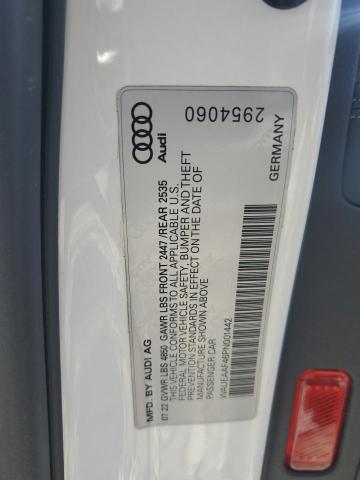 Audi
2954060
MFD. BY AUDI AG
GERMANY
07-22 GVWR LBS 4850 GAWR LBS FRONT 2447/REAR 2535
THIS VEHICLE CONFORMS TO ALL APPLICABLE U.S.
FEDERAL MOTOR VEHICLE SAFETY, BUMPER AND THEFT
PREVENTION STANDARDS IN EFFECT ON THE DATE OF
MANUFACTURE SHOWN ABOVE
PASSENGER CAR
WAUEAAF46PN001442